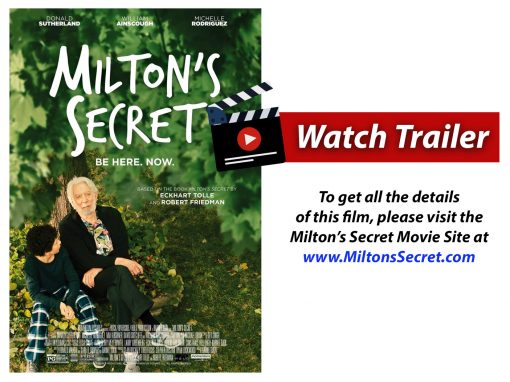 DONALD
SUTHERLAND
WILLIAM
AINSCOUGH
MICHELLE
RODRIGUEZ
MILTON'S
SECRET
BE HERE. NOW.
BASED ON THE BOOK MILTON'S SECRET BY
ECKHART TOLLE
AND ROBERT FRIEDMAN
Watch Trailer
To get all the details
of this film, please visit the
Milton's Secret Movie Site at
www.MiltonsSecret.com